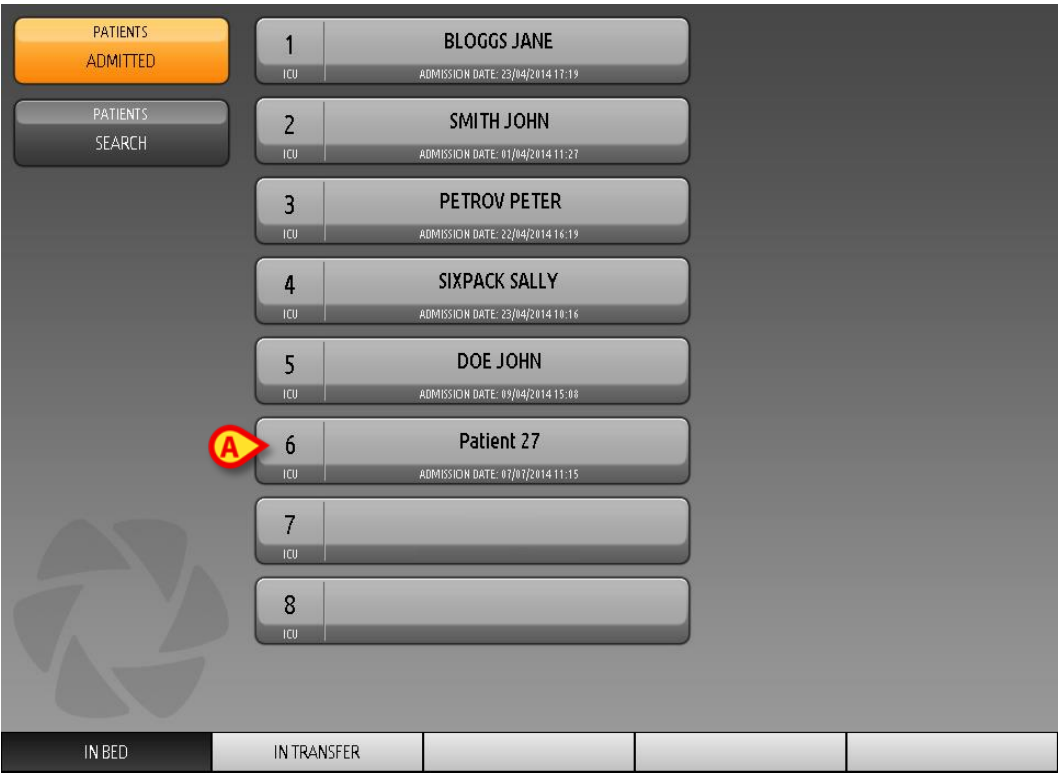 PATIENTS
ADMITTED
PATIENTS
SEARCH
1
ICU
BLOGGS JANE
ADMISSION DATE: 23/04/2014 17:19
2
ICU
SMITH JOHN
ADMISSION DATE: 01/04/2014 11:27
3
ICU
PETROV PETER
ADMISSION DATE: 22/04/2014 16:19
4
ICU
SIXPACK SALLY
ADMISSION DATE: 23/04/2014 10:16
5
ICU
DOE JOHN
ADMISSION DATE: 09/04/2014 15:08
A
6
ICU
Patient 27
ADMISSION DATE: 07/07/2014 11:15
7
ICU
8
ICU
IN BED
IN TRANSFER